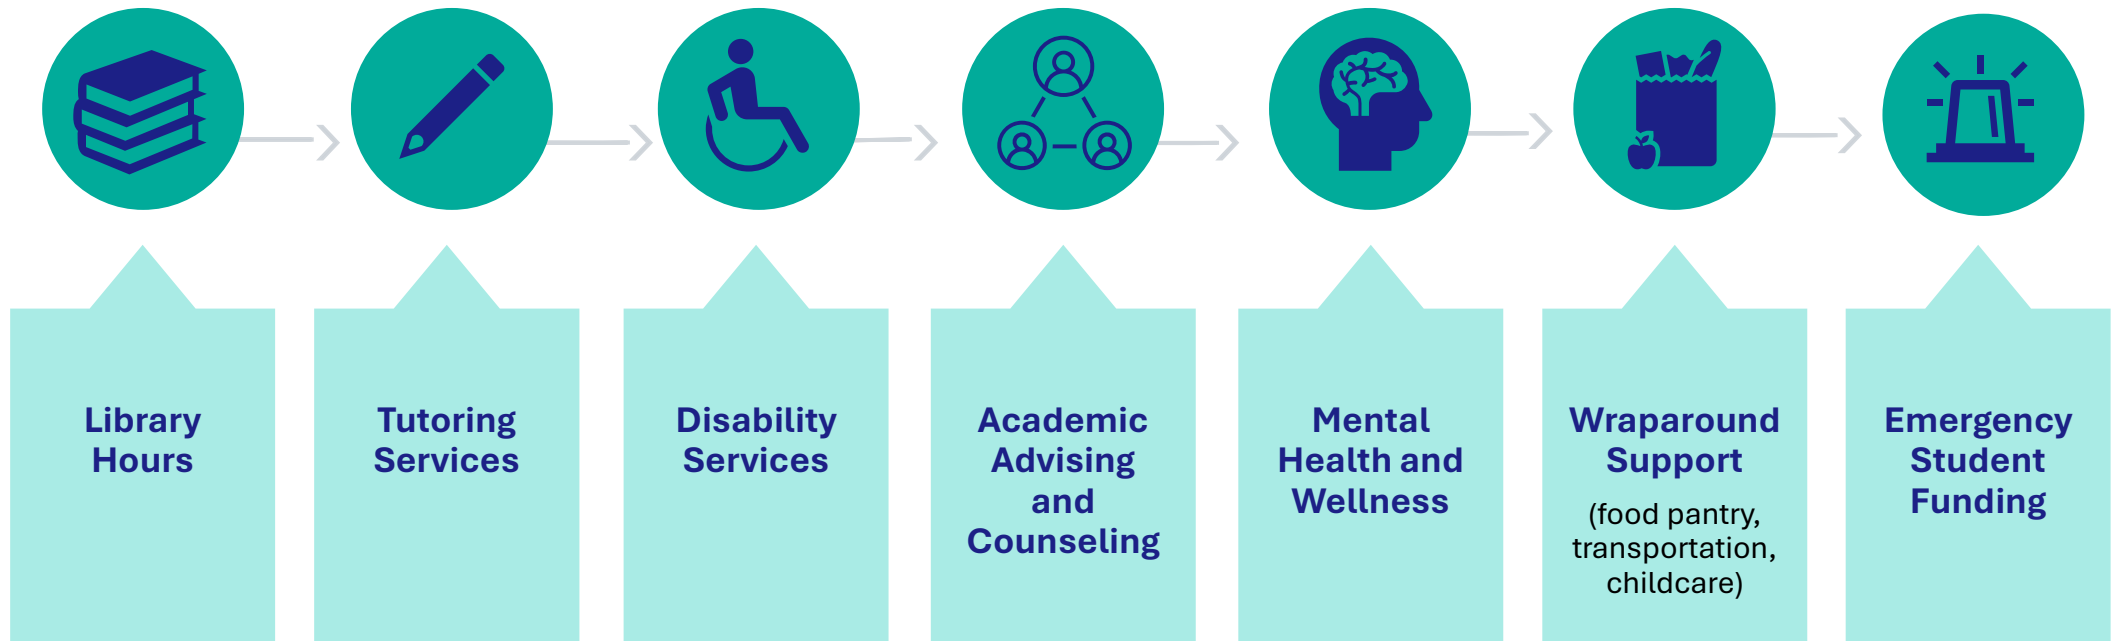 Library
Hours
Tutoring
Services
Disability
Services
Academic
Advising
and
Counseling
Mental
Health and
Wellness
Wraparound
Support
(food pantry,
transportation,
childcare)
Emergency
Student
Funding